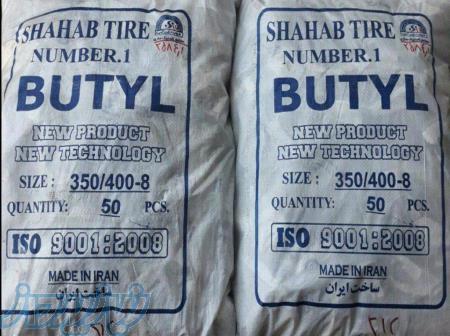 SHAHAB TIRE
NUMBER.1
BUTYL
NEW PRODUCT
NEW TECHNOLOGY
SIZE: 350/400-8
QUANTITY: 50 PCS.
ISO 9001:2008
MADE IN IRAN
ساخت ایران
SHAHAB TIRE
NUMBER.1
BUTYL
NEW PRODUCT
NEW TECHNOLOGY
SIZE: 350/400-8
QUANTITY: 50 PCS.
ISO 9001:2008
MADE IN IRAN
ساخت ایران